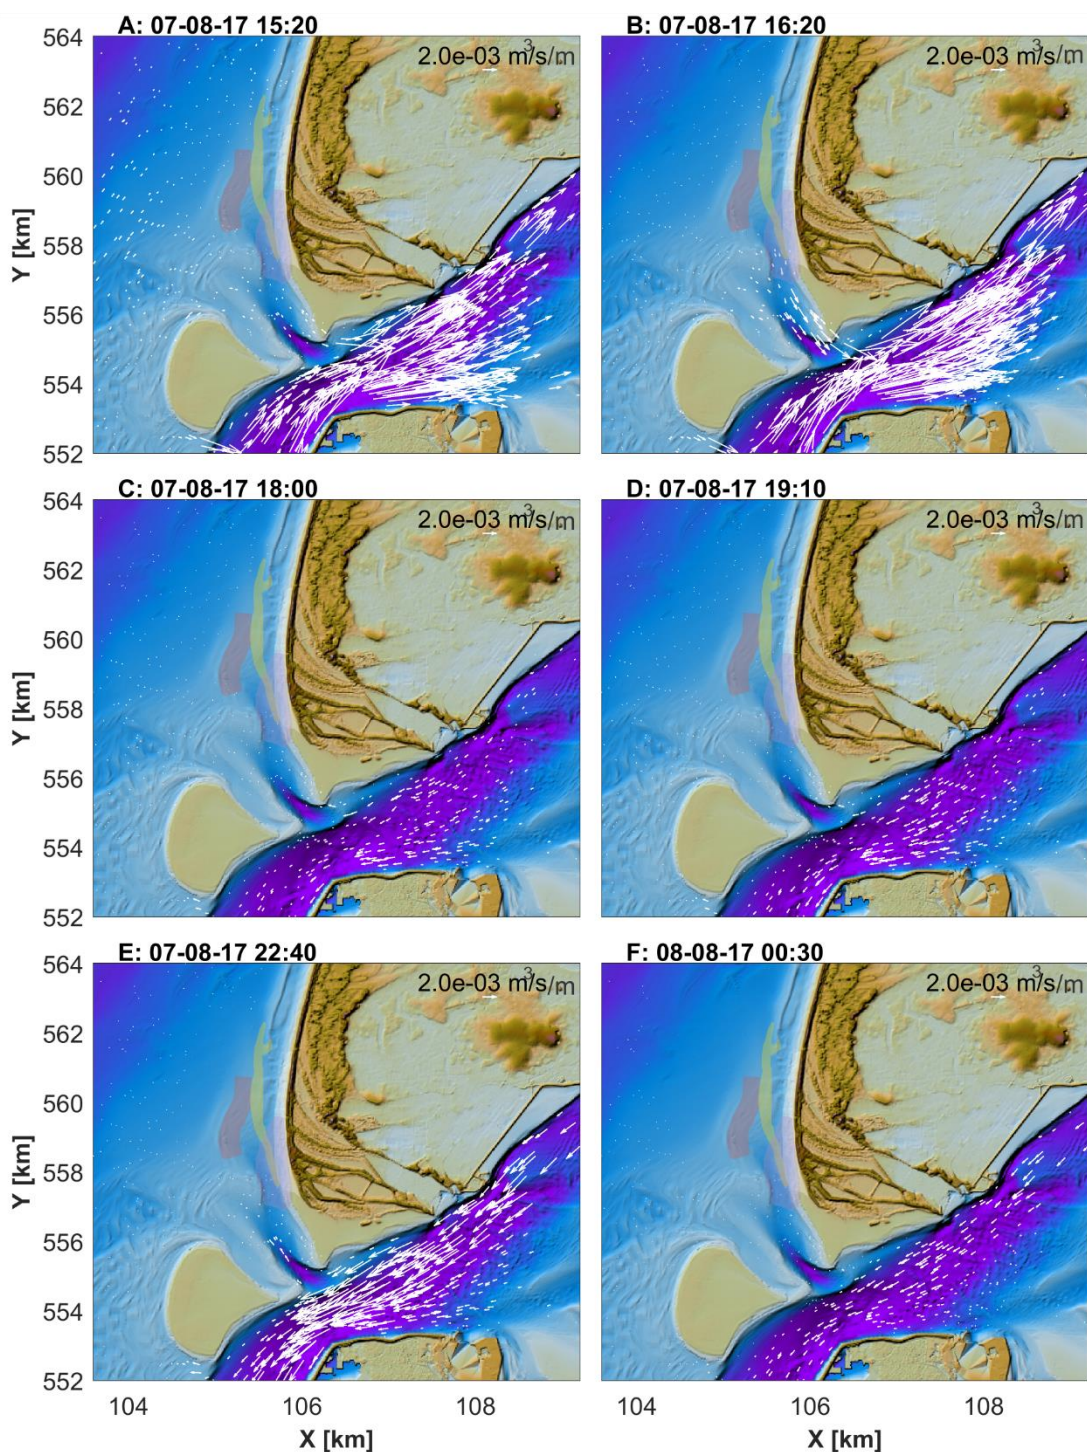 A: 07-08-17 15:20
B: 07-08-17 16:20
2.0e-03 m³/s/m
2.0e-03 m³/s/m
564
562
560
558
556
554
552
Y [km]
C: 07-08-17 18:00
D: 07-08-17 19:10
2.0e-03 m³/s/m
2.0e-03 m³/s/m
564
562
560
558
556
554
552
Y [km]
E: 07-08-17 22:40
F: 08-08-17 00:30
2.0e-03 m³/s/m
2.0e-03 m³/s/m
564
562
560
558
556
554
552
Y [km]
104 106 108
104 106 108
X [km]
X [km]